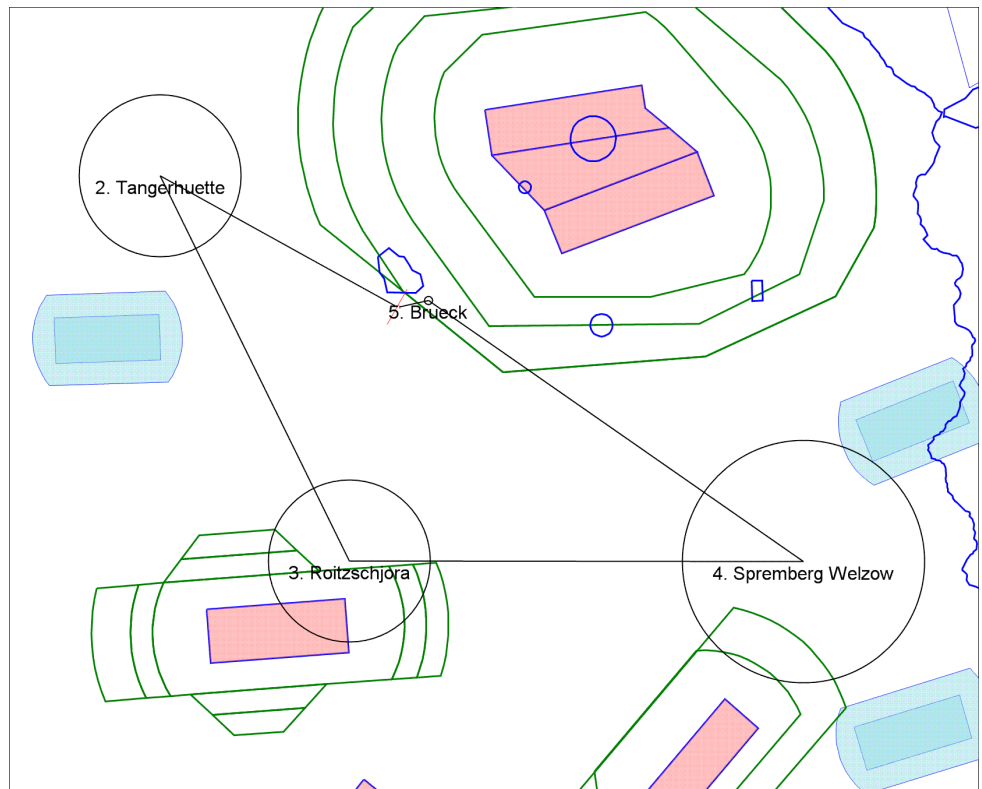 2. Tangerhuette
5. Brueck
3. Roitzschjora
4. Spremberg Welzow